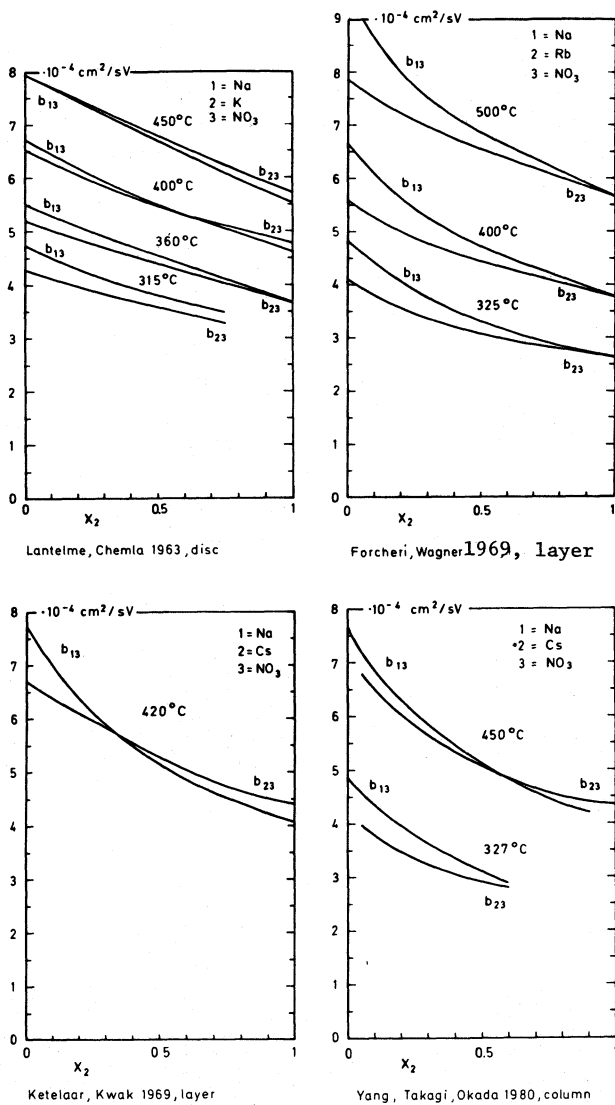 8 ·10⁻⁴ cm²/sV
1 = Na
2 = K
3 = NO₃
b₁₃
450°C
7
b₁₃
b₂₃
6
400°C
b₁₃
b₂₃
5
360°C
b₁₃
315°C
4
b₂₃
b₂₃
3
2
1
0
0 0.5 1
X₂
Lantelme, Chemla 1963, disc
9 ·10⁻⁴ cm²/sV
1 = Na
2 = Rb
3 = NO₃
b₁₃
8
500°C
7
b₁₃
6
b₂₃
400°C
5
b₁₃
4
325°C
b₂₃
3
b₂₃
2
1
0
0 0.5 1
X₂
Forcheri, Wagner 1969, layer
8 ·10⁻⁴ cm²/sV
1 = Na
2 = Cs
3 = NO₃
b₁₃
7
420°C
6
5
b₂₃
4
3
2
1
0
0 0.5 1
X₂
Ketelaar, Kwak 1969, layer
8 ·10⁻⁴ cm²/sV
1 = Na
2 = Cs
3 = NO₃
b₁₃
7
6
450°C
5
b₂₃
b₁₃
4
327°C
3
b₂₃
2
1
0
0 0.5 1
X₂
Yang, Takagi, Okada 1980, column